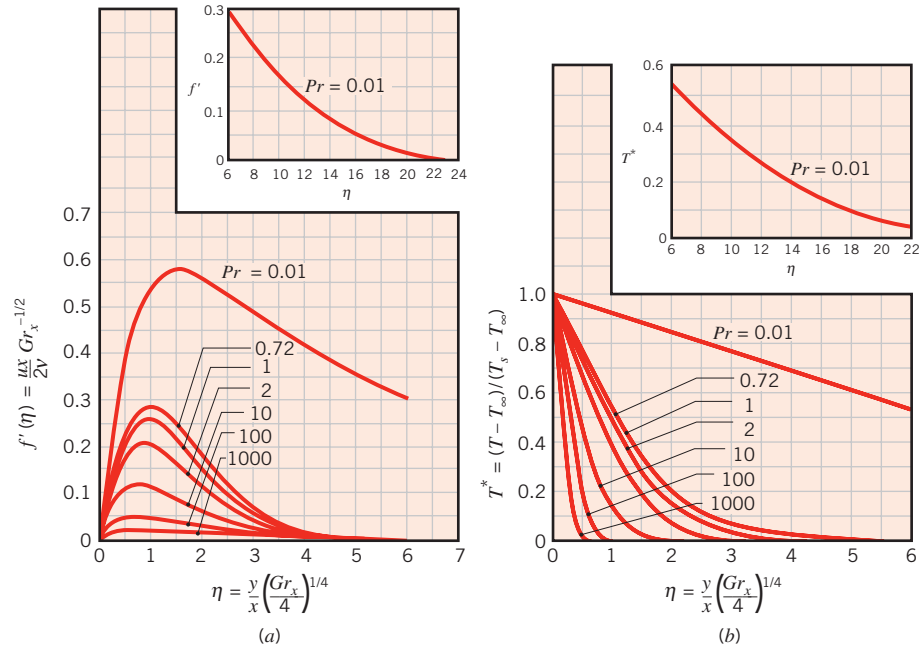 0.3
0.2
0.1
0
f'
Pr = 0.01
6 8 10 12 14 16 18 20 22 24
η
0.7
0.6
0.5
0.4
0.3
0.2
0.1
0
f' (η) = ux/2ν Gr_x^{-1/2}
Pr = 0.01
0.72
1
2
10
100
1000
0 1 2 3 4 5 6 7
η = y/x (Gr_x/4)^{1/4}
(a)
0.6
0.4
0.2
0
T*
Pr = 0.01
6 8 10 12 14 16 18 20 22
η
1.0
0.8
0.6
0.4
0.2
0
T* = (T − T∞)/(T_s − T∞)
Pr = 0.01
0.72
1
2
10
100
1000
0 1 2 3 4 5 6
η = y/x (Gr_x/4)^{1/4}
(b)